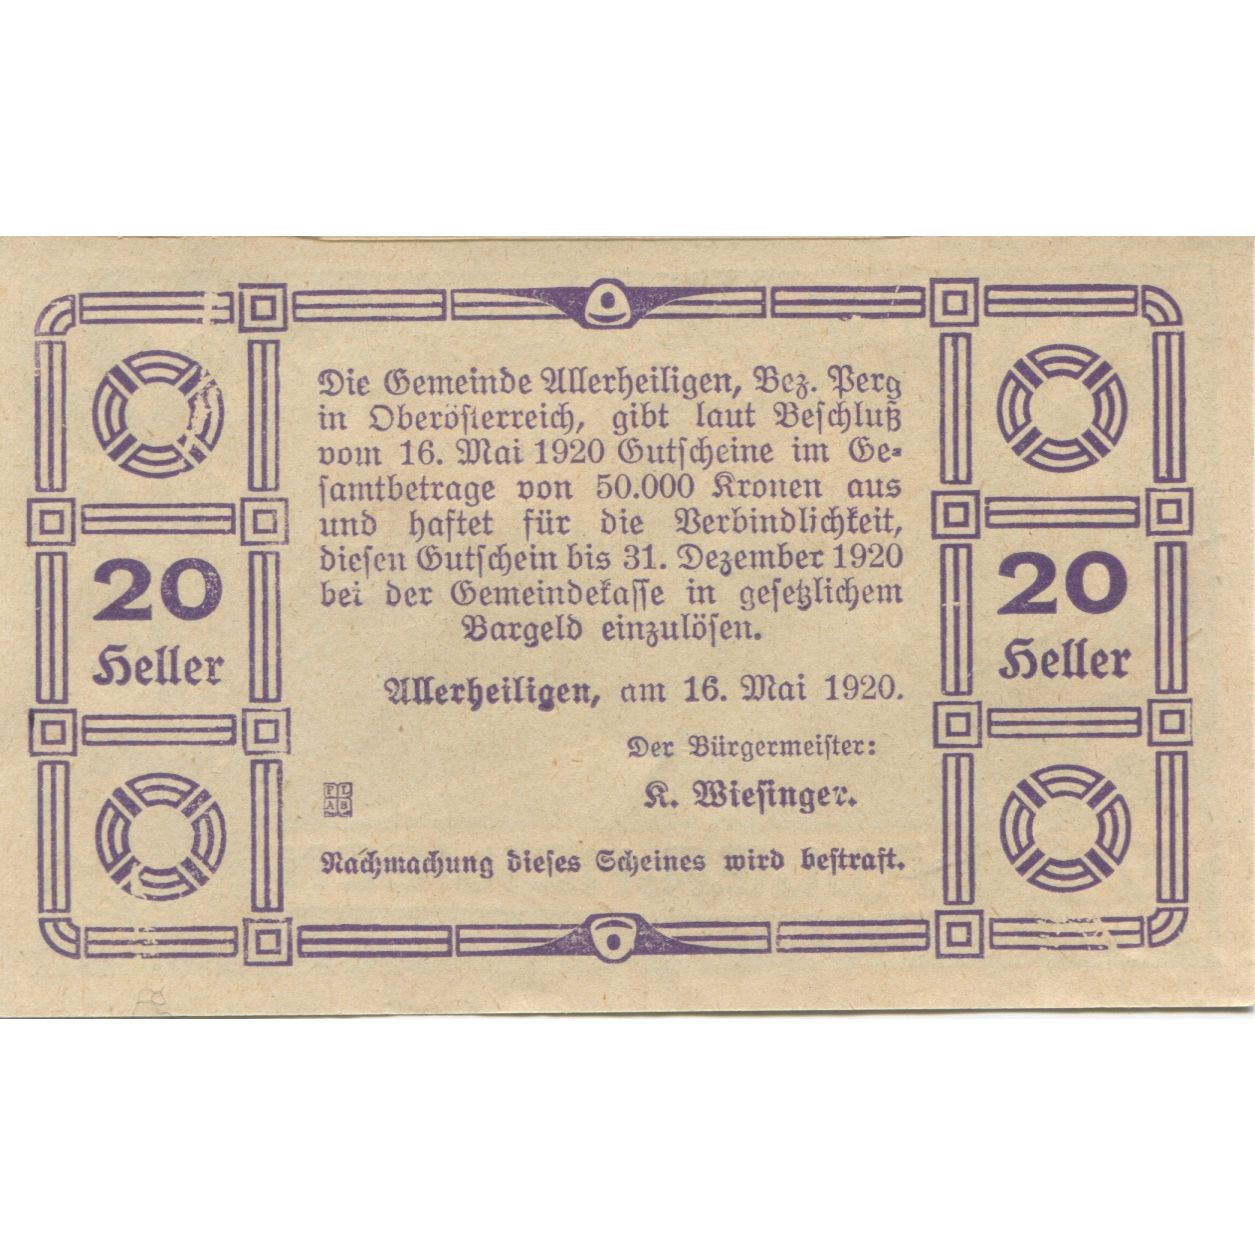 Die Gemeinde Allerheiligen, Bez. Perg
in Oberösterreich, gibt laut Beschluß
vom 16. Mai 1920 Gutscheine im Ge-
samtbetrage von 50.000 Kronen aus
und haftet für die Verbindlichkeit,
diesen Gutschein bis 31. Dezember 1920
bei der Gemeindekasse in gesetzlichem
Bargeld einzulösen.
Allerheiligen, am 16. Mai 1920.
Der Bürgermeister:
K. Wiesinger.
Nachmachung dieses Scheines wird bestraft.
20
Heller
20
Heller
FL
AB